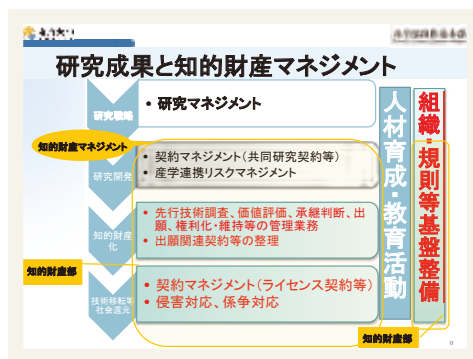 研究成果と知的財産マネジメント
研究戦略
・研究マネジメント
知的財産マネジメント
研究開発
• 契約マネジメント（共同研究契約等）
• 産学連携リスクマネジメント
知的財産
化
• 先行技術調査、価値評価、承継判断、出
願、権利化・維持等の管理業務
• 出願関連契約等の整理
知的財産部
技術移転等
社会還元
• 契約マネジメント（ライセンス契約等）
• 侵害対応、係争対応
人材育成・教育活動
組織・規則等基盤整備
知的財産部